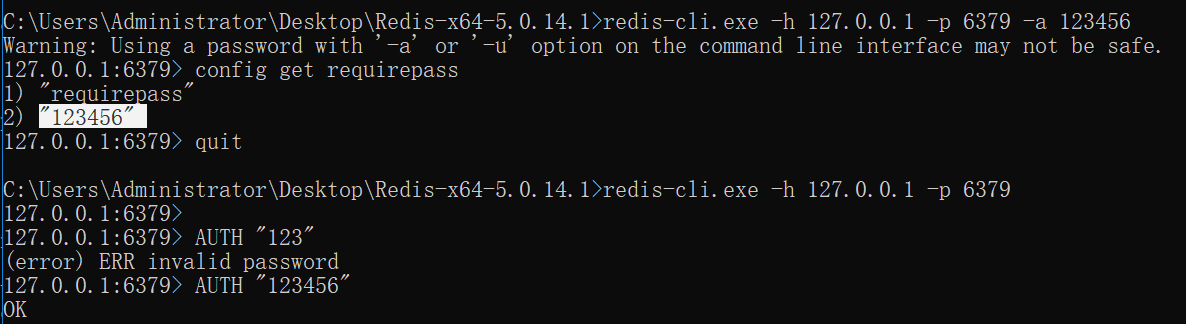 C:\Users\Administrator\Desktop\Redis-x64-5.0.14.1>redis-cli.exe -h 127.0.0.1 -p 6379 -a 123456
Warning: Using a password with '-a' or '-u' option on the command line interface may not be safe.
127.0.0.1:6379> config get requirepass
1) "requirepass"
2) "123456"
127.0.0.1:6379> quit
C:\Users\Administrator\Desktop\Redis-x64-5.0.14.1>redis-cli.exe -h 127.0.0.1 -p 6379
127.0.0.1:6379>
127.0.0.1:6379> AUTH "123"
(error) ERR invalid password
127.0.0.1:6379> AUTH "123456"
OK